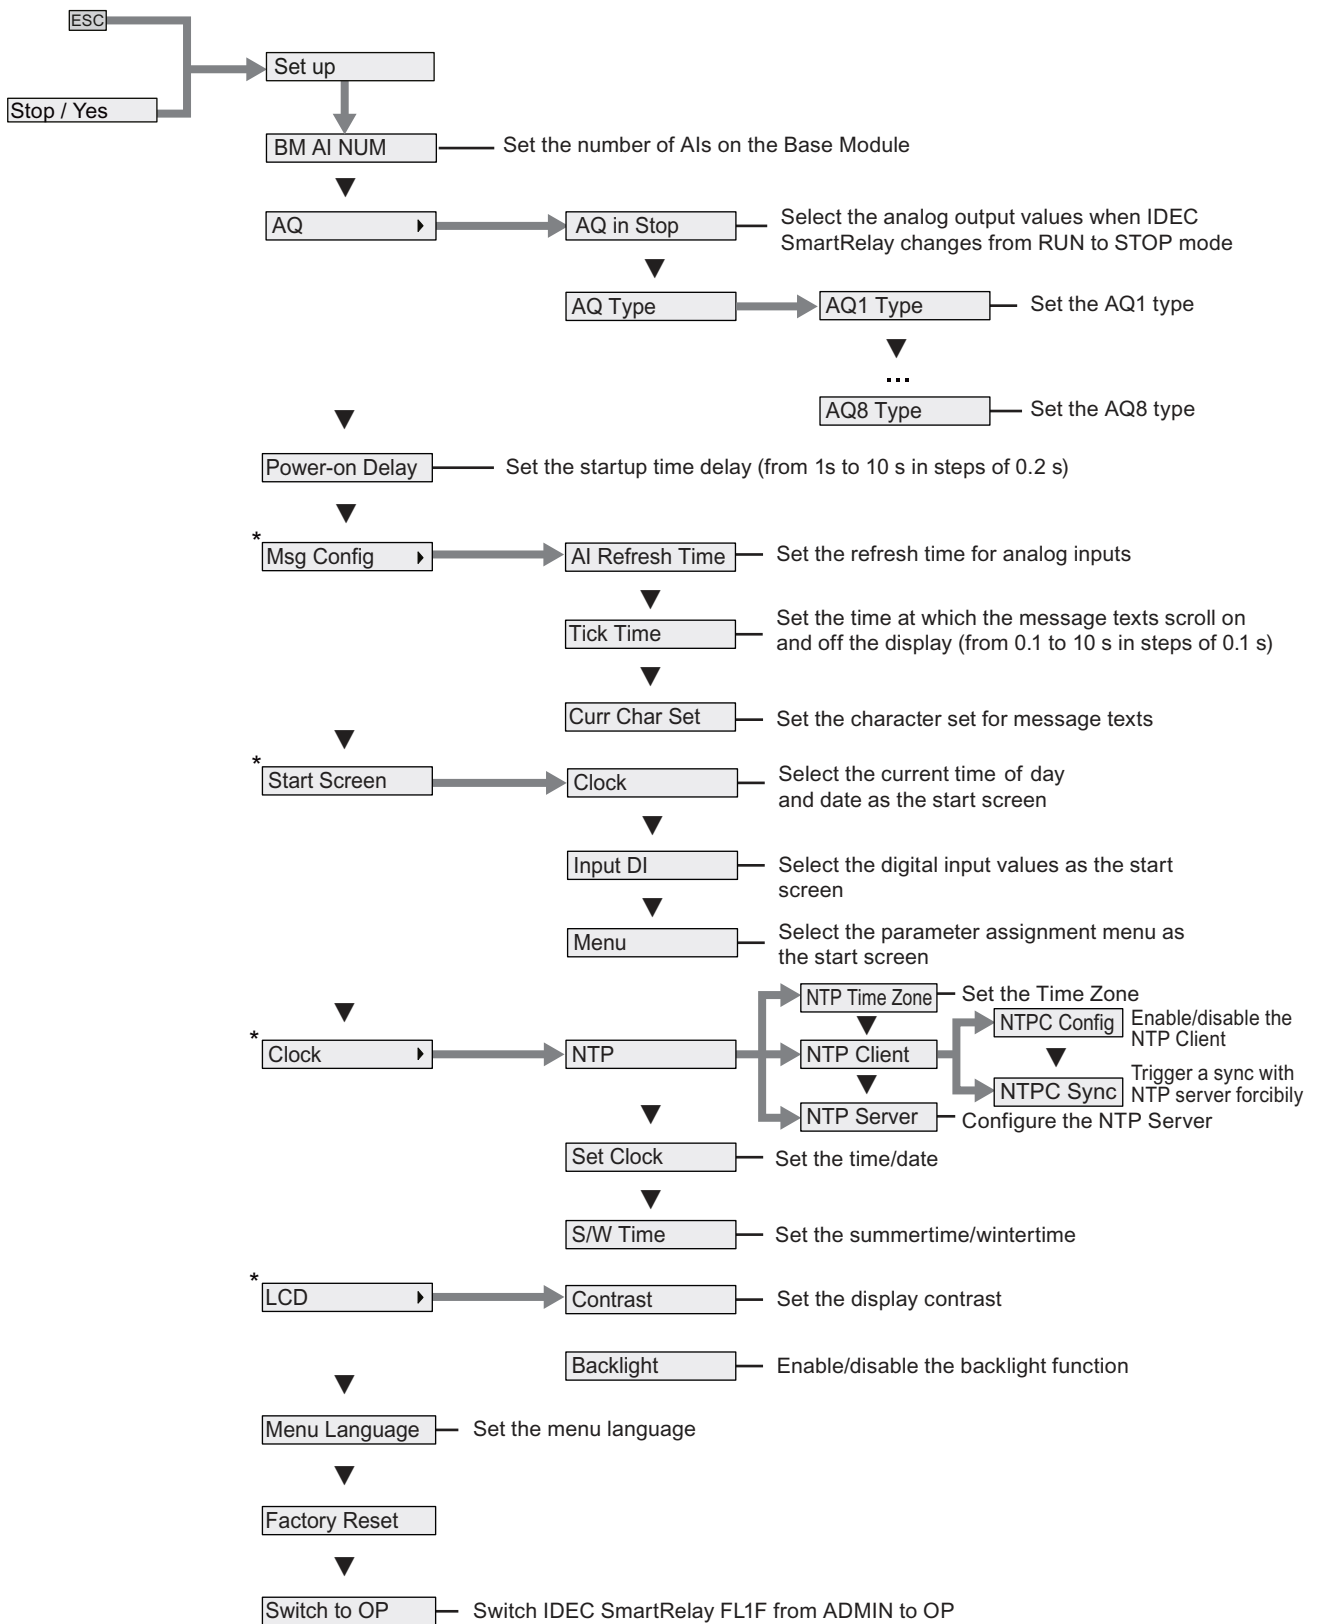 ESC
Set up
Stop / Yes
BM AI NUM
Set the number of AIs on the Base Module
AQ
AQ in Stop
Select the analog output values when IDEC
SmartRelay changes from RUN to STOP mode
AQ Type
AQ1 Type
Set the AQ1 type
...
AQ8 Type
Set the AQ8 type
Power-on Delay
Set the startup time delay (from 1s to 10 s in steps of 0.2 s)
*
Msg Config
AI Refresh Time
Set the refresh time for analog inputs
Tick Time
Set the time at which the message texts scroll on
and off the display (from 0.1 to 10 s in steps of 0.1 s)
Curr Char Set
Set the character set for message texts
*
Start Screen
Clock
Select the current time of day
and date as the start screen
Input DI
Select the digital input values as the start
screen
Menu
Select the parameter assignment menu as
the start screen
*
Clock
NTP
NTP Time Zone
Set the Time Zone
NTP Client
NTPC Config
Enable/disable the
NTP Client
NTPC Sync
Trigger a sync with
NTP server forcibily
NTP Server
Configure the NTP Server
Set Clock
Set the time/date
S/W Time
Set the summertime/wintertime
*
LCD
Contrast
Set the display contrast
Backlight
Enable/disable the backlight function
Menu Language
Set the menu language
Factory Reset
Switch to OP
Switch IDEC SmartRelay FL1F from ADMIN to OP